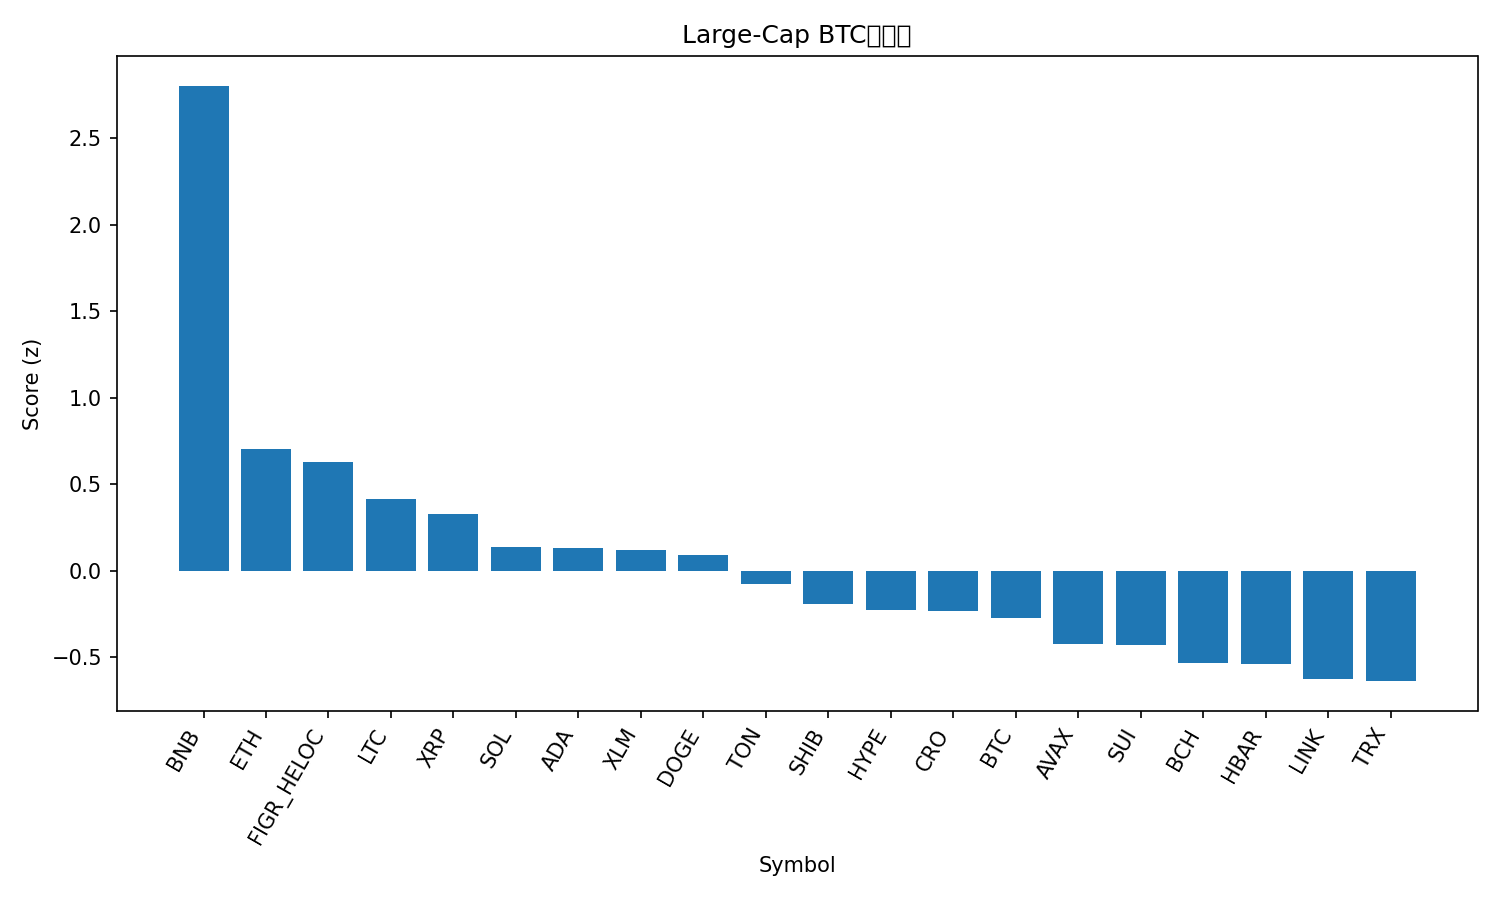 Large-Cap BTC
Score (z)
2.5
2.0
1.5
1.0
0.5
0.0
−0.5
BNB
ETH
FIGR_HELOC
LTC
XRP
SOL
ADA
XLM
DOGE
TON
SHIB
HYPE
CRO
BTC
AVAX
SUI
BCH
HBAR
LINK
TRX
Symbol